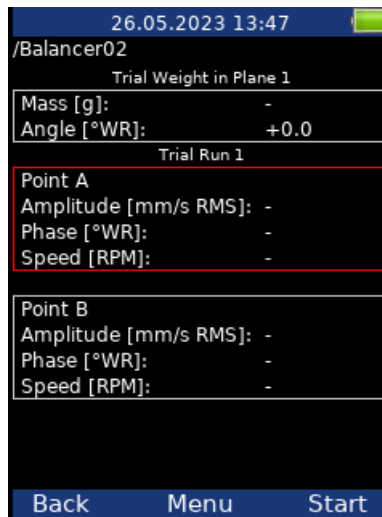 26.05.2023 13:47
/Balancer02
Trial Weight in Plane 1
Mass [g]: -
Angle [°WR]: +0.0
Trial Run 1
Point A
Amplitude [mm/s RMS]: -
Phase [°WR]: -
Speed [RPM]: -
Point B
Amplitude [mm/s RMS]: -
Phase [°WR]: -
Speed [RPM]: -
Back Menu Start